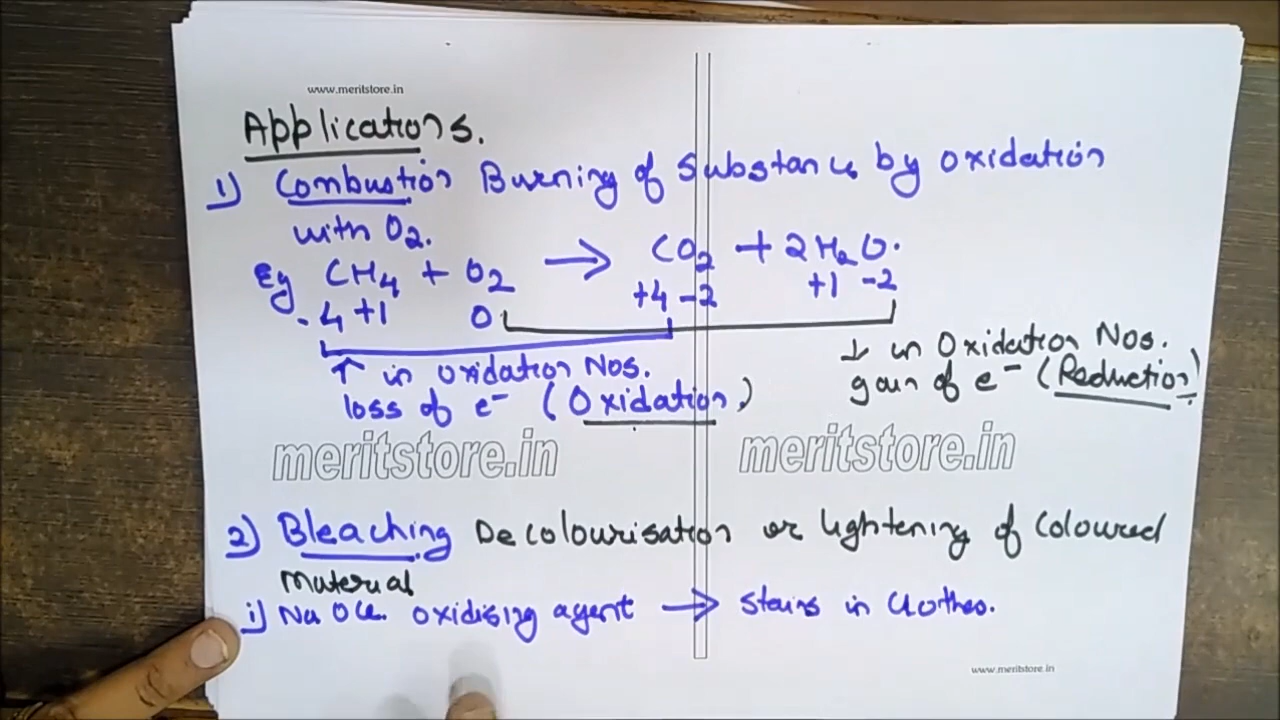 www.meritstore.in
Applications.
1) Combustion Burning of Substance by oxidation
with O2.
Eg CH4 + O2 → CO2 + 2H2O.
-4 +1 0 +4 -2 +1 -2
↑ in oxidation Nos.
loss of e⁻ (Oxidation)
↓ in Oxidation Nos.
gain of e⁻ (Reduction)
meritstore.in meritstore.in
2) Bleaching Decolourisation or lightening of Coloured
Material
i) NaOCl. oxidising agent → Stains in Clothes.
www.meritstore.in